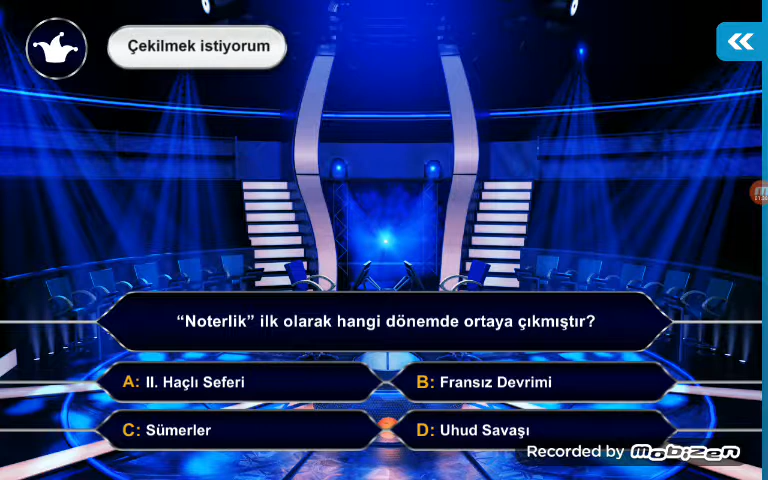 Çekilmek istiyorum
“Noterlik” ilk olarak hangi dönemde ortaya çıkmıştır?
A: II. Haçlı Seferi
B: Fransız Devrimi
C: Sümerler
D: Uhud Savaşı
Recorded by mobizen